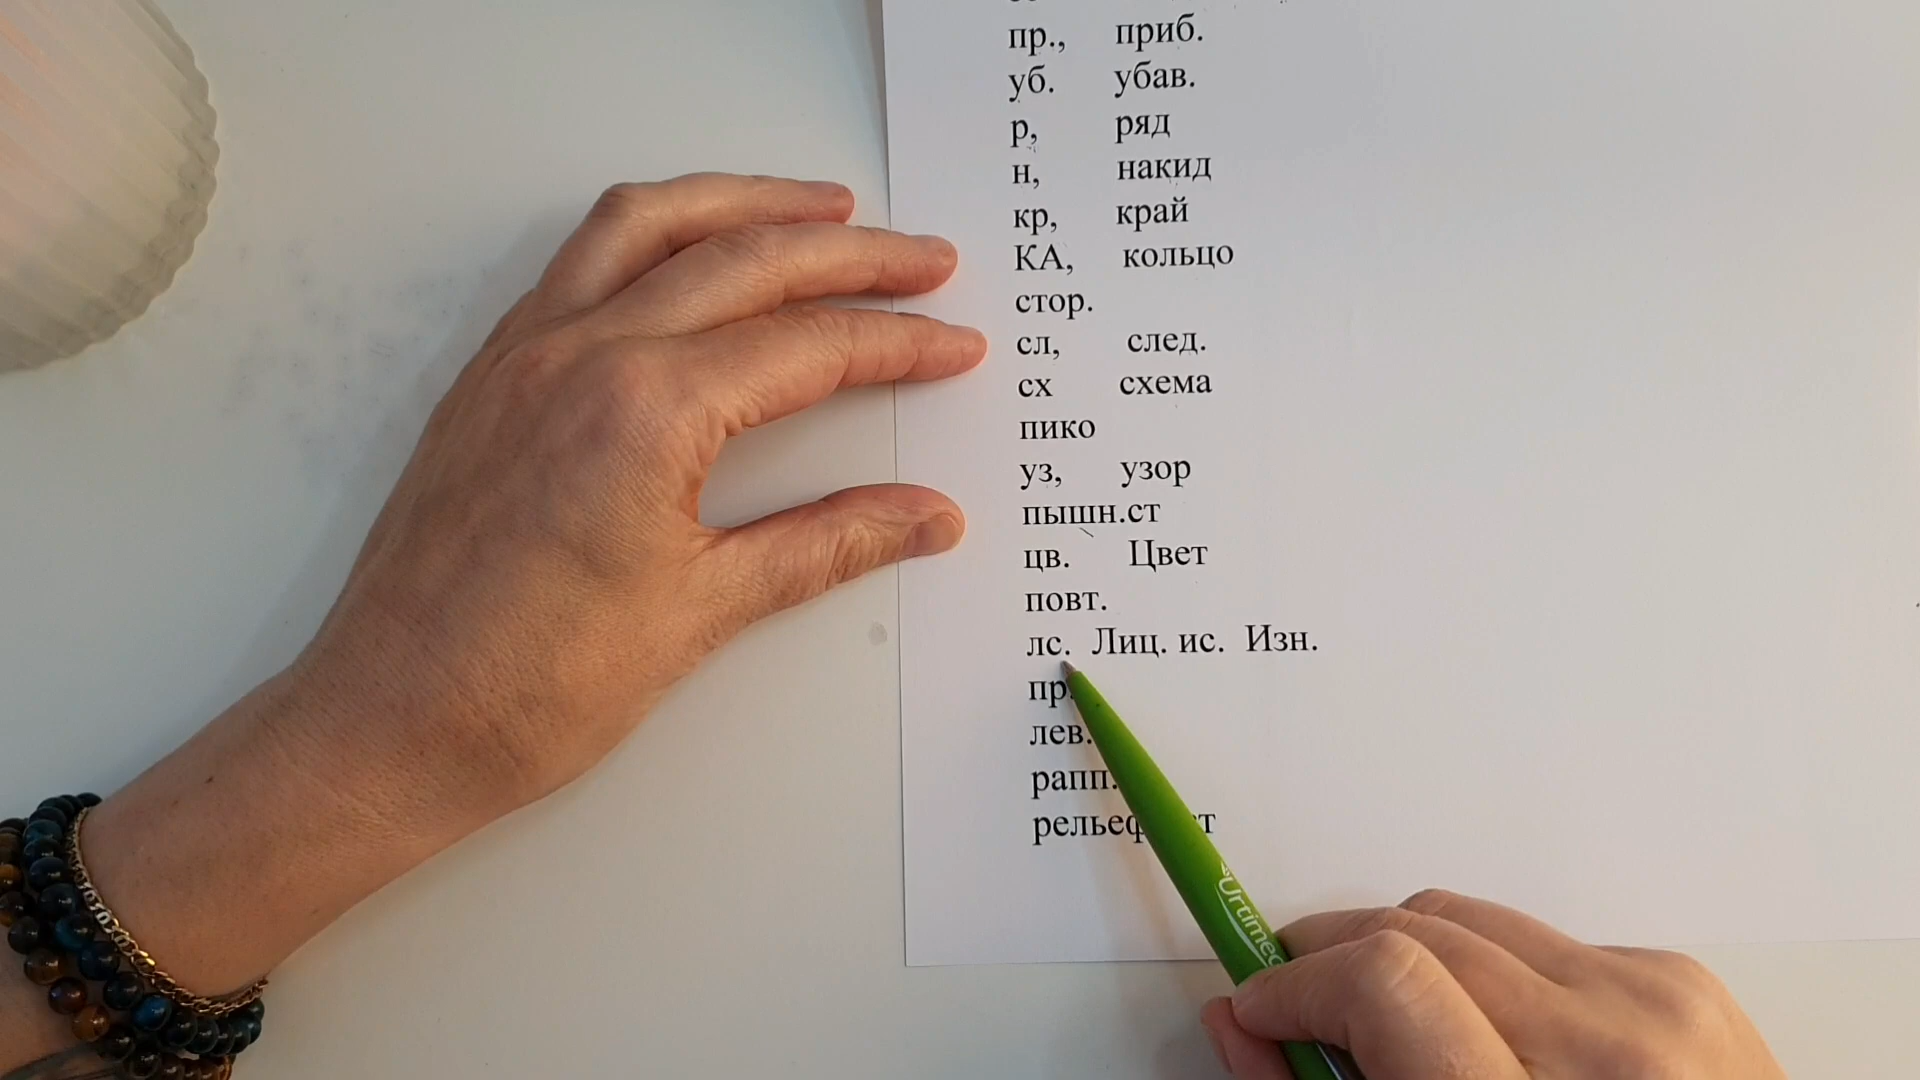 пр.,  приб.
уб.  убав.
р,  ряд
н,  накид
кр,  край
КА,  кольцо
стор.
сл,  след.
сх  схема
пико
уз,  узор
пышн.ст
цв.  Цвет
повт.
лс.  Лиц. ис.  Изн.
пр.
лев.
рапп.